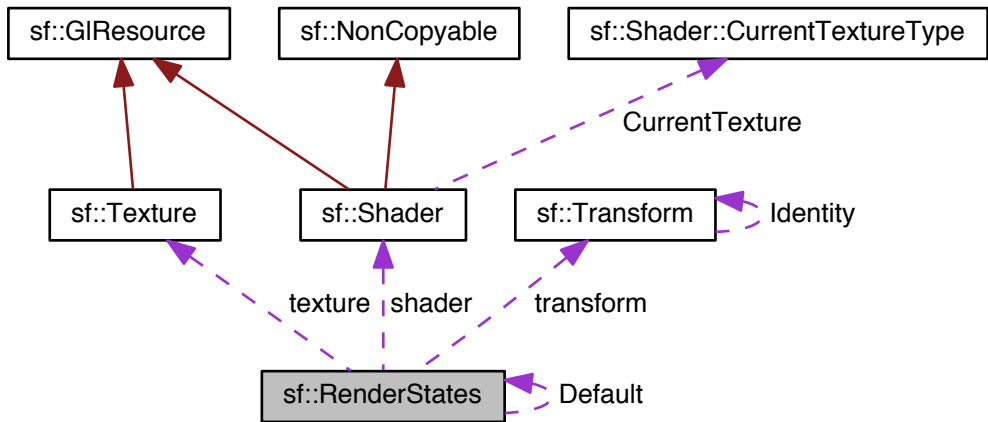 sf::GlResource
sf::NonCopyable
sf::Shader::CurrentTextureType
CurrentTexture
sf::Texture
sf::Shader
sf::Transform
Identity
texture
shader
transform
sf::RenderStates
Default